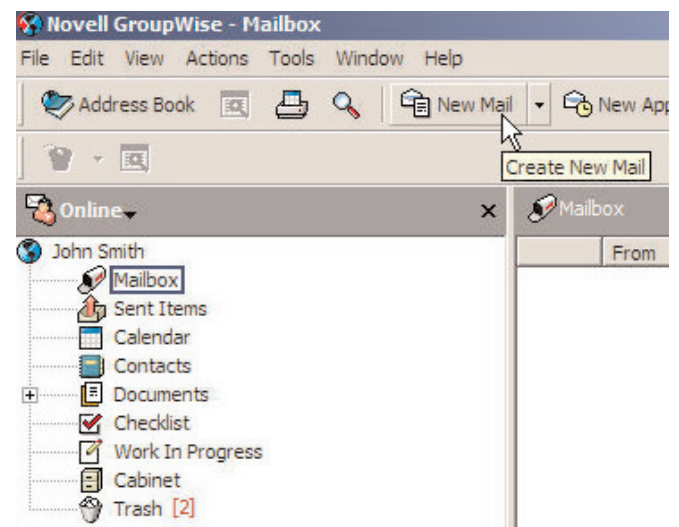 Novell GroupWise - Mailbox
File Edit View Actions Tools Window Help
Address Book New Mail New App
Create New Mail
Online Mailbox
John Smith From
Mailbox
Sent Items
Calendar
Contacts
Documents
Checklist
Work In Progress
Cabinet
Trash [2]